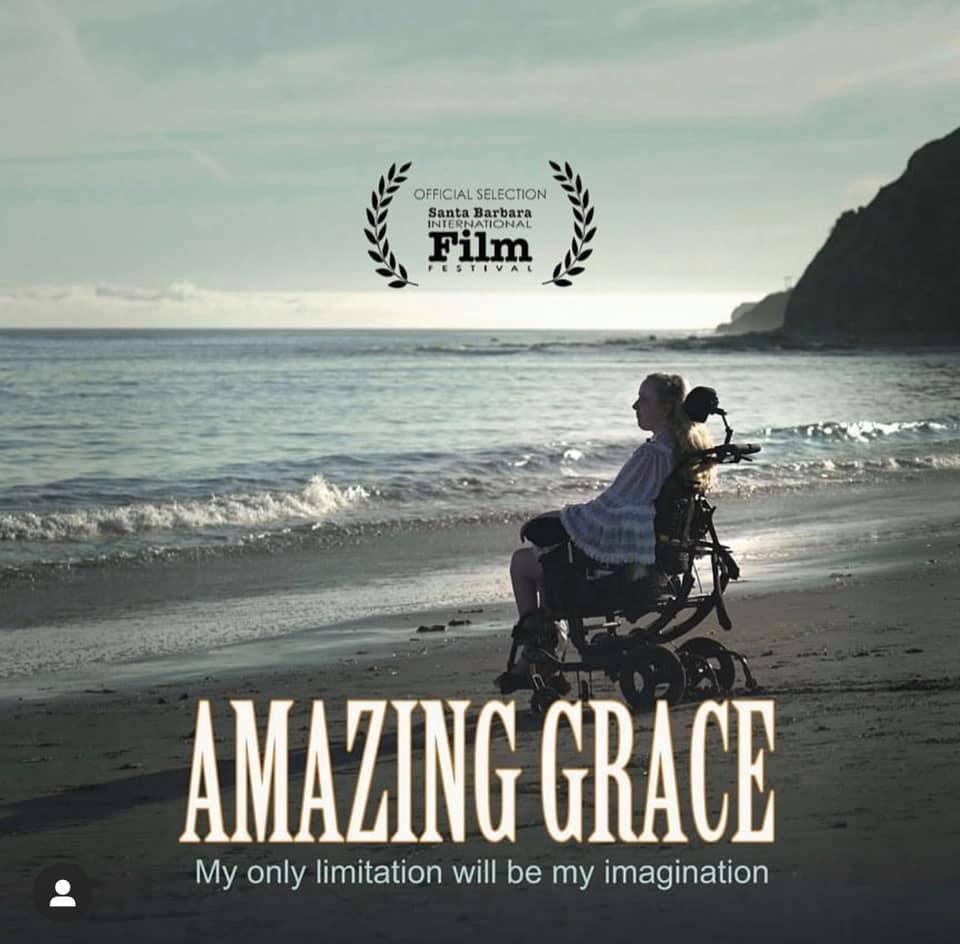 OFFICIAL SELECTION
Santa Barbara
INTERNATIONAL
Film
FESTIVAL
AMAZING GRACE
My only limitation will be my imagination